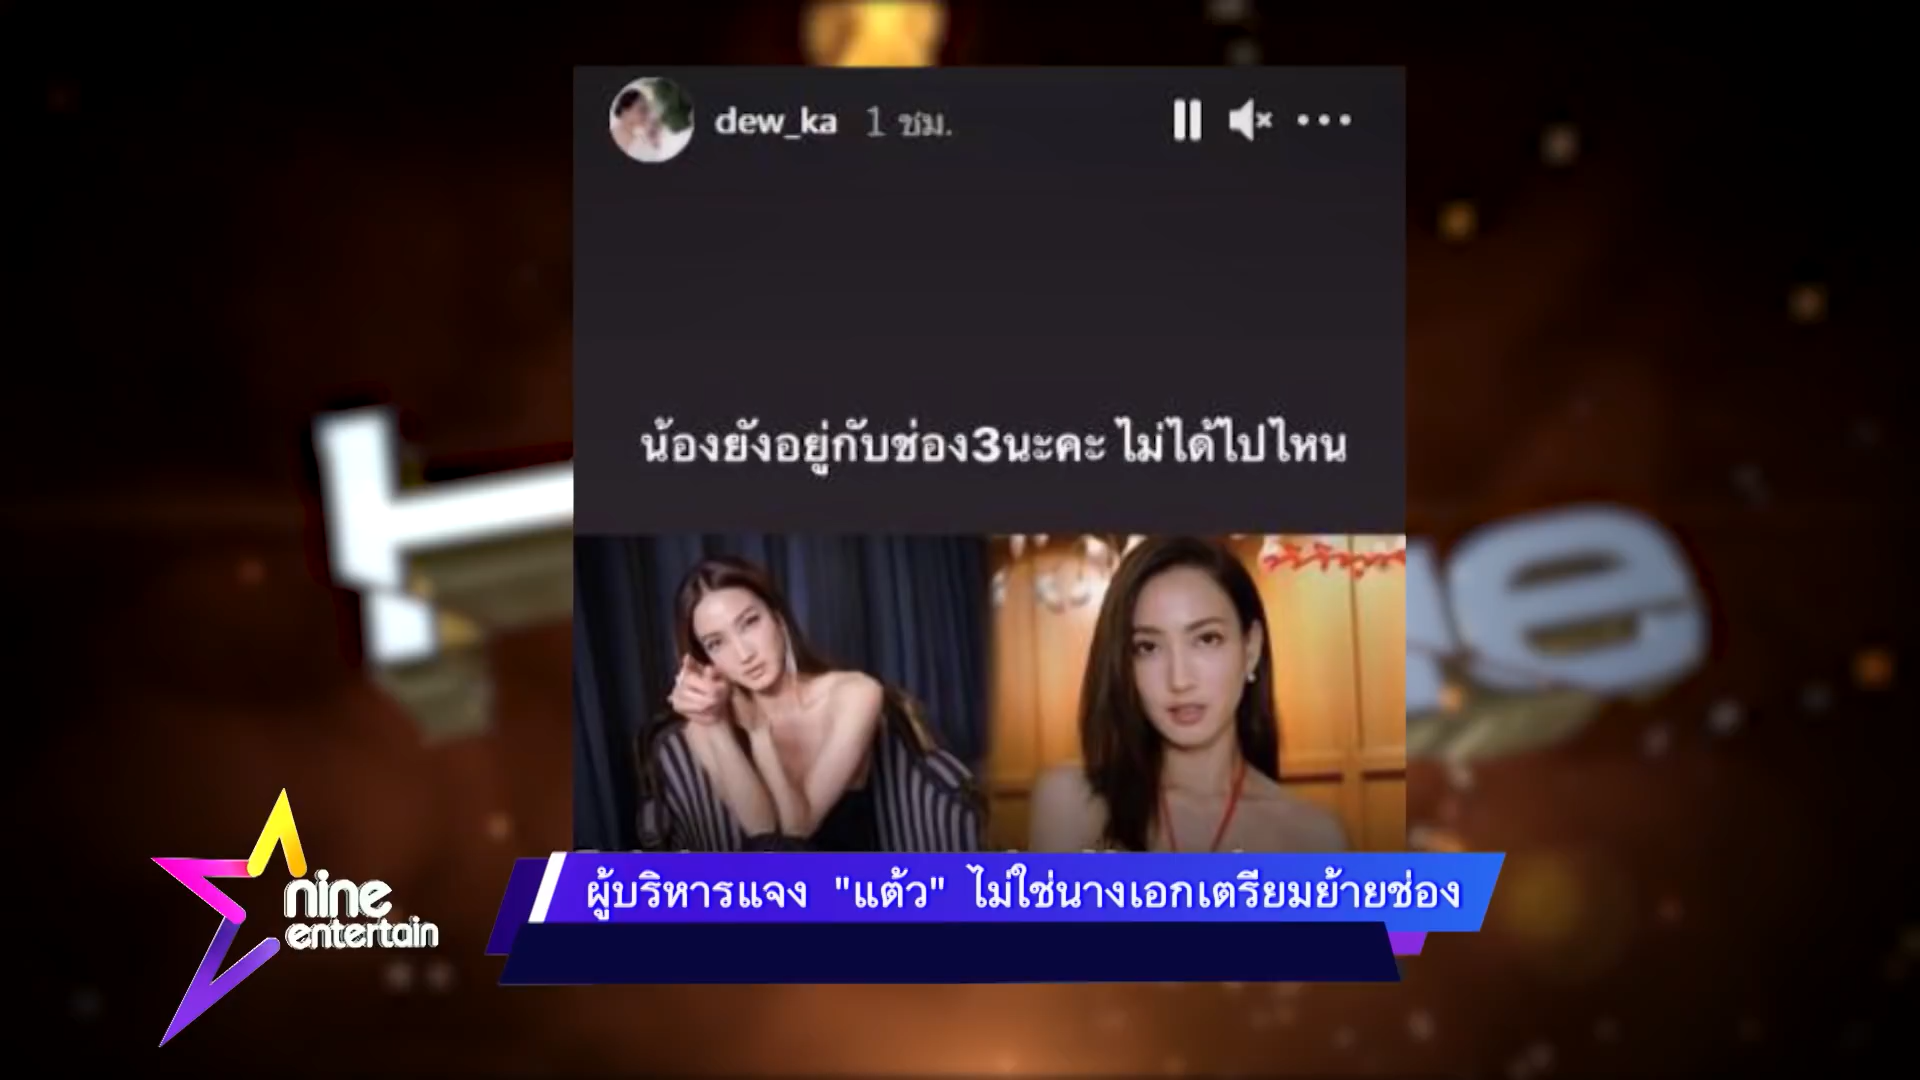 dew_ka 1 ชม.
น้องยังอยู่กับช่อง3นะคะ ไม่ได้ไปไหน
ผู้บริหารแจง "แต้ว" ไม่ใช่นางเอกเตรียมย้ายช่อง
nine
entertain